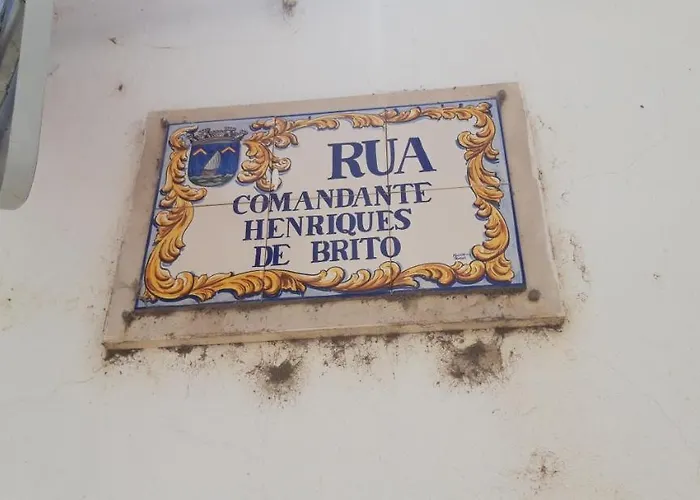 RUA
COMANDANTE
HENRIQUES
DE BRITO